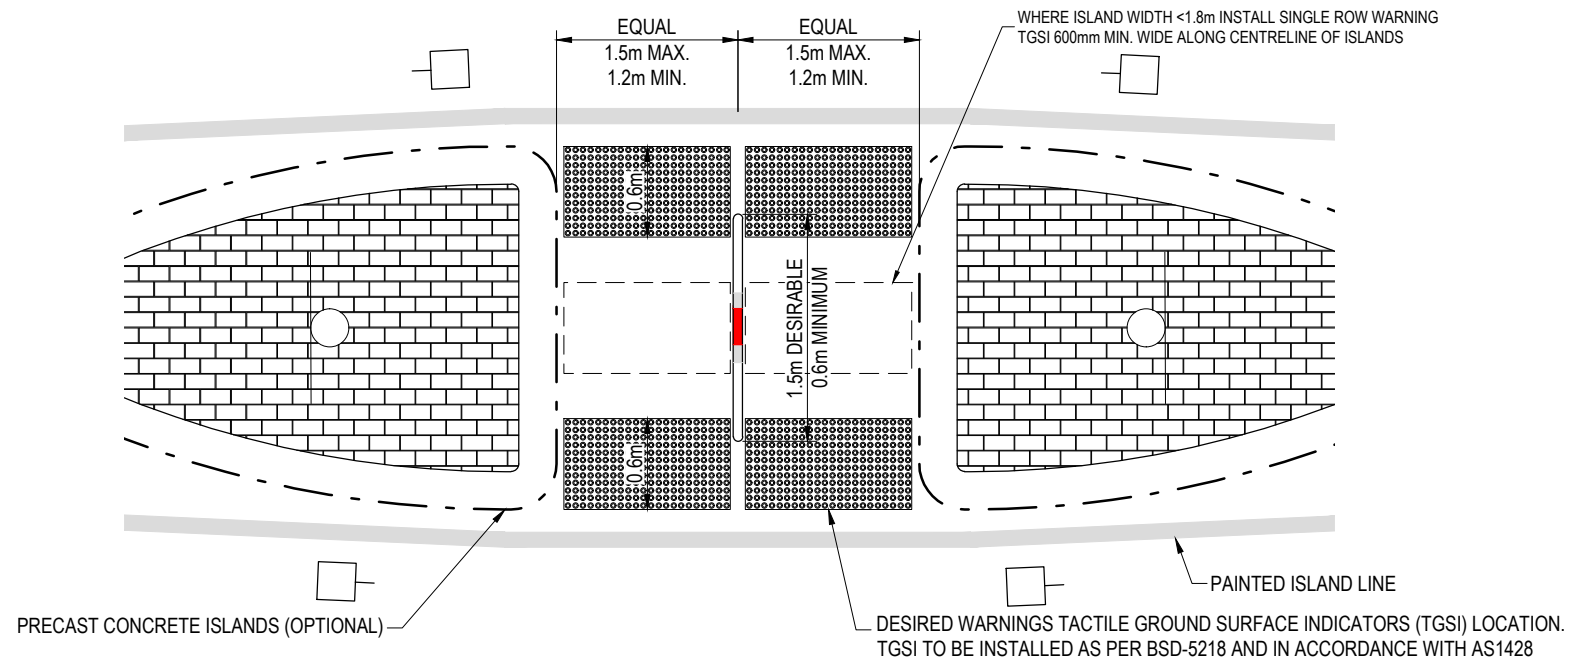 EQUAL
1.5m MAX.
1.2m MIN.
EQUAL
1.5m MAX.
1.2m MIN.
WHERE ISLAND WIDTH <1.8m INSTALL SINGLE ROW WARNING
TGSI 600mm MIN. WIDE ALONG CENTRELINE OF ISLANDS
0.6m
1.5m DESIRABLE
0.6m MINIMUM
0.6m
PAINTED ISLAND LINE
PRECAST CONCRETE ISLANDS (OPTIONAL)
DESIRED WARNINGS TACTILE GROUND SURFACE INDICATORS (TGSI) LOCATION.
TGSI TO BE INSTALLED AS PER BSD-5218 AND IN ACCORDANCE WITH AS1428